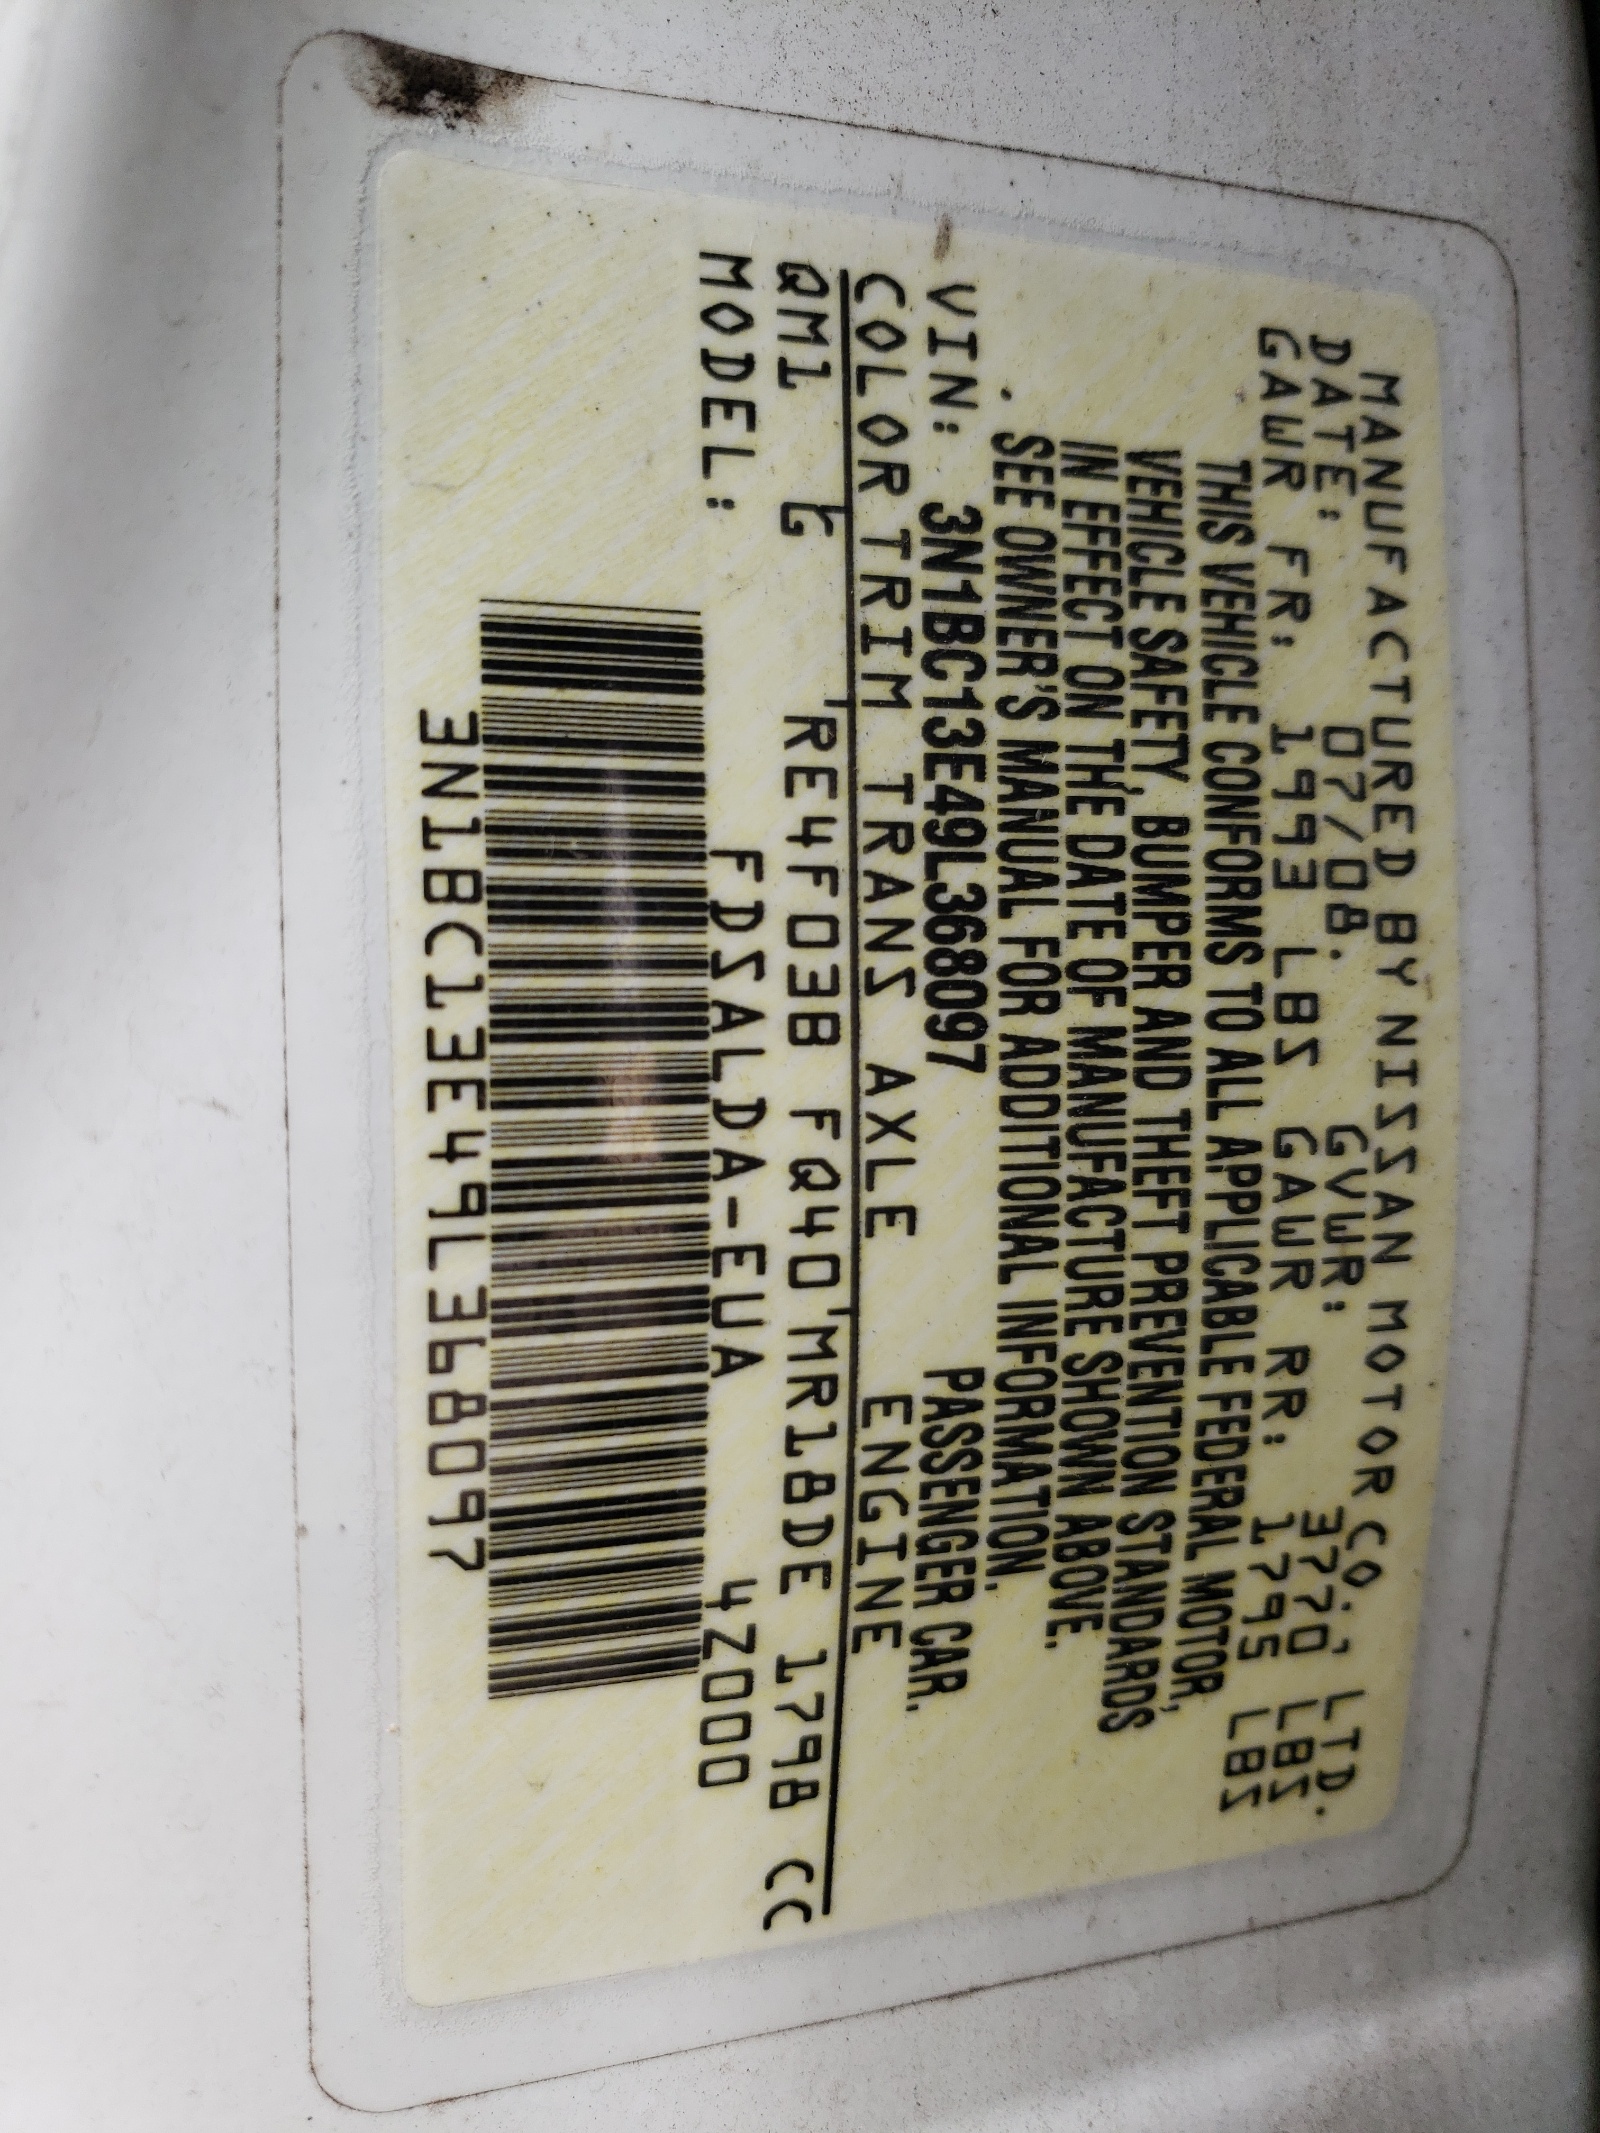 MANUFACTURED BY NISSAN MOTOR CO., LTD.
DATE: 07/08. GVWR: 3770 LBS.
GAWR FR: 1993 LBS GAWR RR: 1795 LBS
THIS VEHICLE CONFORMS TO ALL APPLICABLE FEDERAL MOTOR
VEHICLE SAFETY, BUMPER AND THEFT PREVENTION STANDARDS
IN EFFECT ON THE DATE OF MANUFACTURE SHOWN ABOVE.
SEE OWNER'S MANUAL FOR ADDITIONAL INFORMATION.
VIN: 3N1BC13E49L368097 PASSENGER CAR.
COLOR TRIM TRANS AXLE ENGINE
QM1 G RE4F03B FQ40 MR18DE 1798 CC
MODEL: FDSALDA-EUA 4Z000
3N1BC13E49L368097